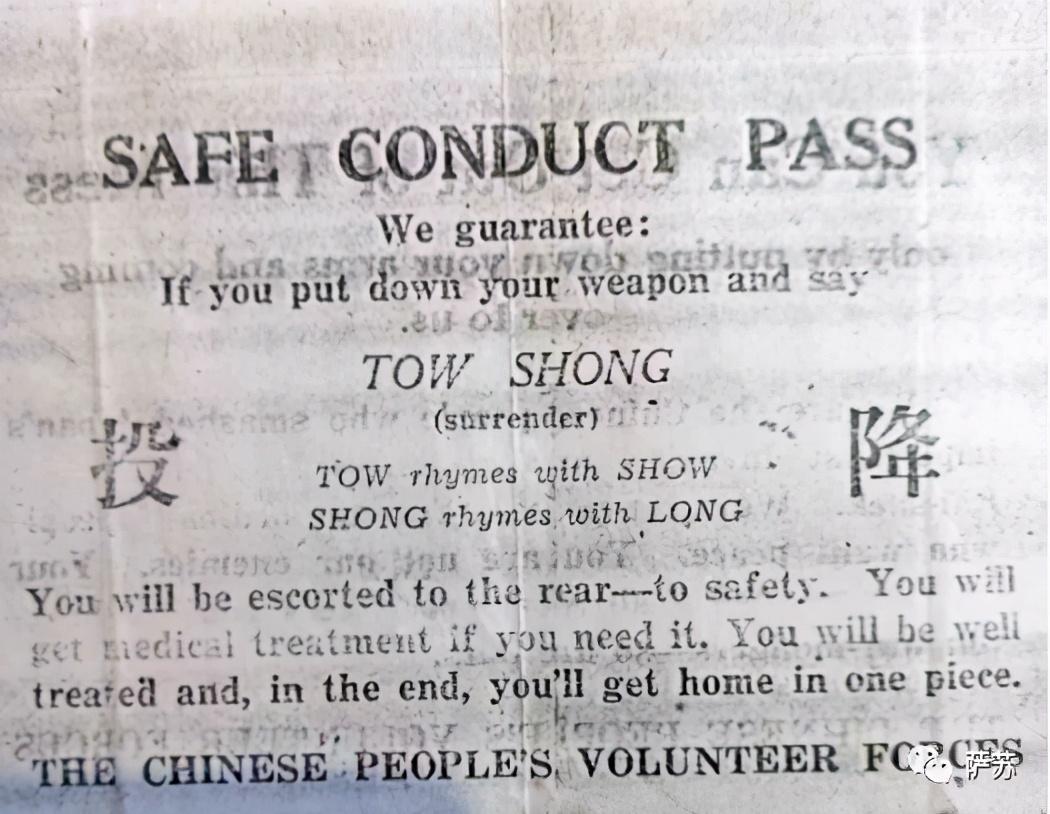 SAFE CONDUCT PASS
We guarantee:
If you put down your weapon and say
TOW SHONG
(surrender)
投 降
TOW rhymes with SHOW
SHONG rhymes with LONG
You will be escorted to the rear—to safety. You will
get medical treatment if you need it. You will be well
treated and, in the end, you'll get home in one piece.
THE CHINESE PEOPLE'S VOLUNTEER FORCES
萨苏